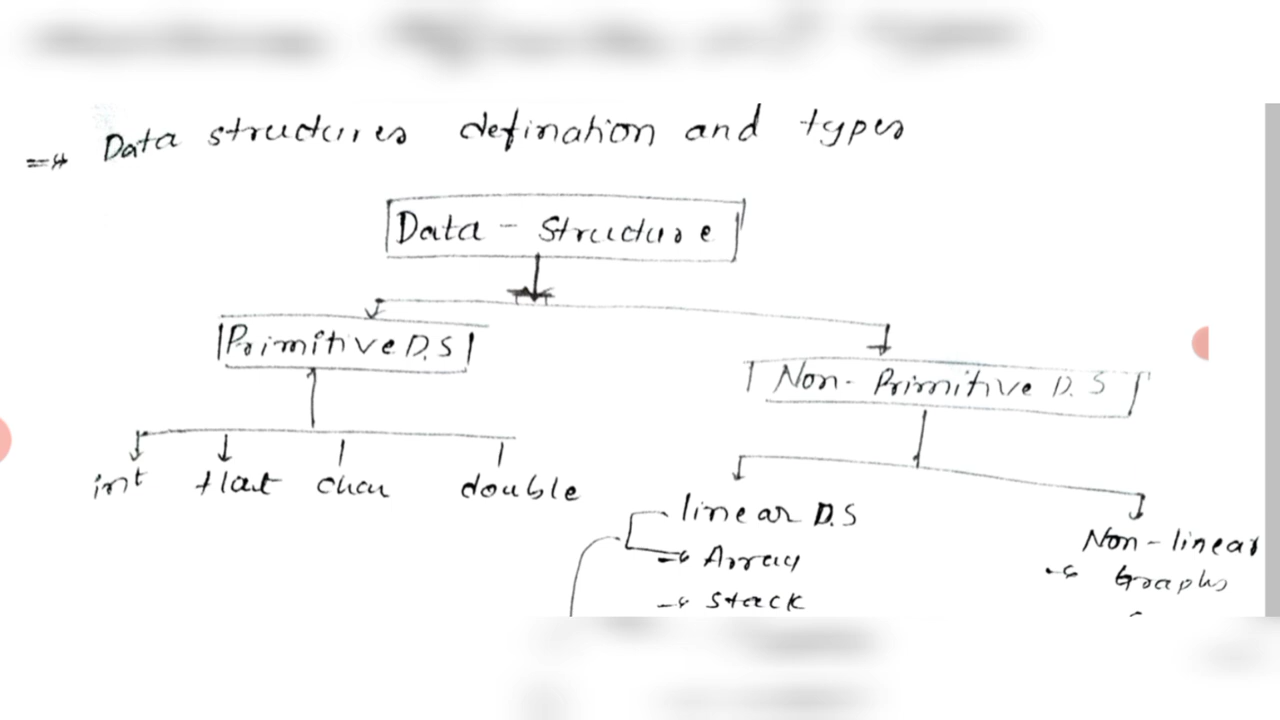 => Data structures defination and types
Data - Structure
Primitive D.S
Non-Primitive D.S
int float char double
linear D.S
→ Array
→ Stack
Non-linear
→ Graphs